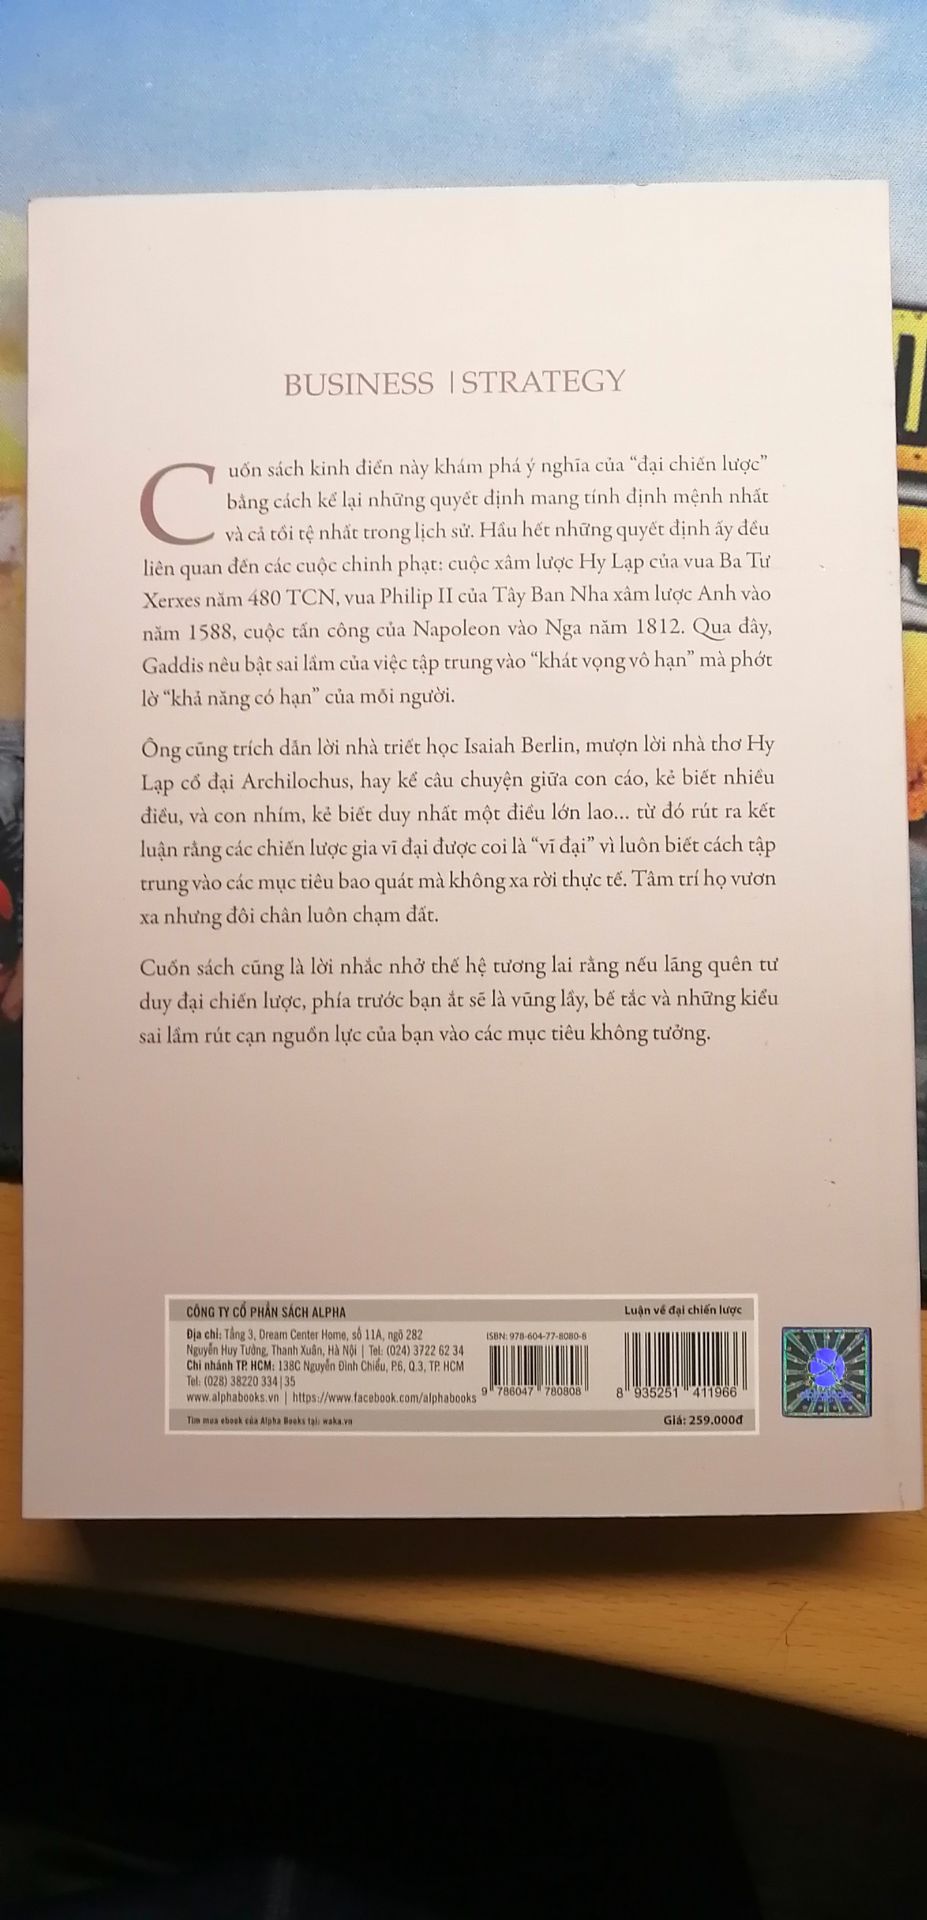 BUSINESS | STRATEGY
Cuốn sách kinh điển này khám phá ý nghĩa của “đại chiến lược”
bằng cách kể lại những quyết định mang tính định mệnh nhất
và cả tồi tệ nhất trong lịch sử. Hầu hết những quyết định ấy đều
liên quan đến các cuộc chinh phạt: cuộc xâm lược Hy Lạp của vua Ba Tư
Xerxes năm 480 TCN, vua Philip II của Tây Ban Nha xâm lược Anh vào
năm 1588, cuộc tấn công của Napoleon vào Nga năm 1812. Qua đây,
Gaddis nêu bật sai lầm của việc tập trung vào “khát vọng vô hạn” mà phớt
lờ “khả năng có hạn” của mỗi người.
Ông cũng trích dẫn lời nhà triết học Isaiah Berlin, mượn lời nhà thơ Hy
Lạp cổ đại Archilochus, hay kể câu chuyện giữa con cáo, kẻ biết nhiều
điều, và con nhím, kẻ biết duy nhất một điều lớn lao... từ đó rút ra kết
luận rằng các chiến lược gia vĩ đại được coi là “vĩ đại” vì luôn biết cách tập
trung vào các mục tiêu bao quát mà không xa rời thực tế. Tâm trí họ vươn
xa nhưng đôi chân luôn chạm đất.
Cuốn sách cũng là lời nhắc nhở thế hệ tương lai rằng nếu lãng quên tư
duy đại chiến lược, phía trước bạn ắt sẽ là vũng lầy, bế tắc và những kiểu
sai lầm rút cạn nguồn lực của bạn vào các mục tiêu không tưởng.
CÔNG TY CỔ PHẦN SÁCH ALPHA
Địa chỉ: Tầng 3, Dream Center Home, số 11A, ngõ 282
Nguyễn Huy Tưởng, Thanh Xuân, Hà Nội | Tel: (024) 3722 62 34
Chi nhánh TP. HCM: 138C Nguyễn Đình Chiểu, P.6, Q.3, TP. HCM
Tel: (028) 38220 334 | 35
www.alphabooks.vn | https://www.facebook.com/alphabooks
Tìm mua ebook của Alpha Books tại: waka.vn
Luận về đại chiến lược
ISBN: 978-604-77-8080-8
9 786047 780808
8 935251 411966
Giá: 259.000đ